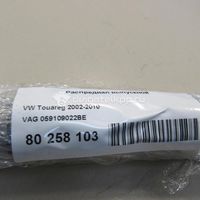 Распредвал выпускной
VW Touareg 2002-2010
VAG 059109022BE
80 258 103